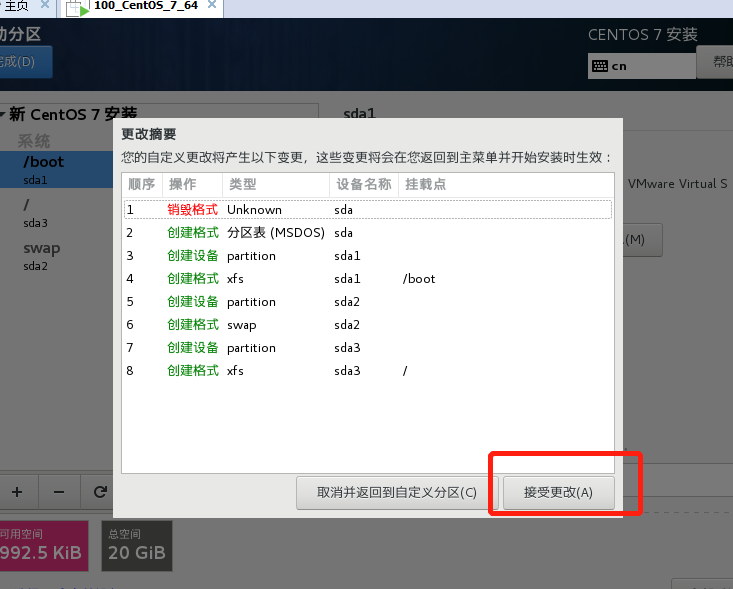 主页 100_CentOS_7_64
动分区 CENTOS 7 安装
完成(D) cn 帮助
新 CentOS 7 安装 sda1
系统
/boot
sda1
/
sda3
swap
sda2
VMware Virtual S
(M)
更改摘要
您的自定义更改将产生以下变更，这些变更将会在您返回到主菜单并开始安装时生效：
顺序 操作 类型 设备名称 挂载点
1 销毁格式 Unknown sda
2 创建格式 分区表 (MSDOS) sda
3 创建设备 partition sda1
4 创建格式 xfs sda1 /boot
5 创建设备 partition sda2
6 创建格式 swap sda2
7 创建设备 partition sda3
8 创建格式 xfs sda3 /
取消并返回到自定义分区(C) 接受更改(A)
+ − 
可用空间
992.5 KiB
总空间
20 GiB